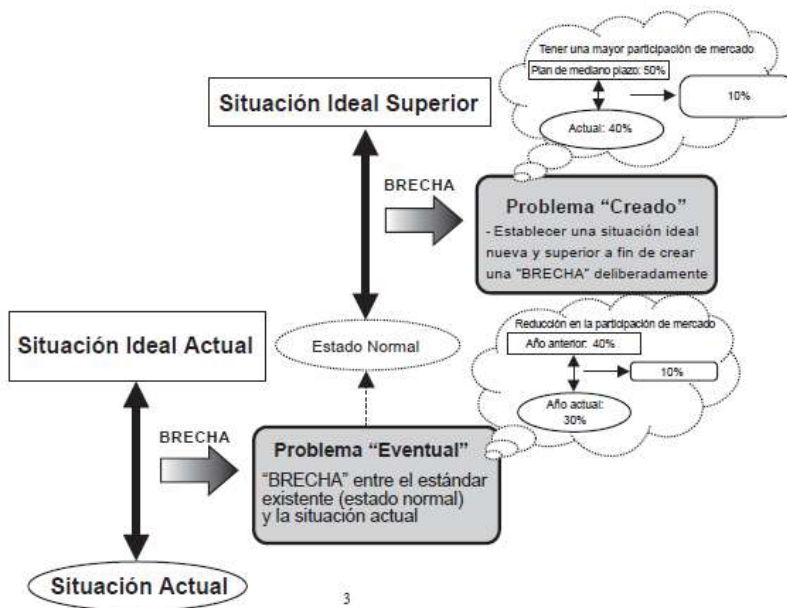 Tener una mayor participación de mercado
Plan de mediano plazo: 50%
10%
Actual: 40%
Situación Ideal Superior
BRECHA
Problema “Creado”
- Establecer una situación ideal
nueva y superior a fin de crear
una "BRECHA" deliberadamente
Reducción en la participación de mercado
Año anterior: 40%
10%
Año actual:
30%
Situación Ideal Actual
Estado Normal
BRECHA
Problema “Eventual”
“BRECHA” entre el estándar
existente (estado normal)
y la situación actual
Situación Actual
3